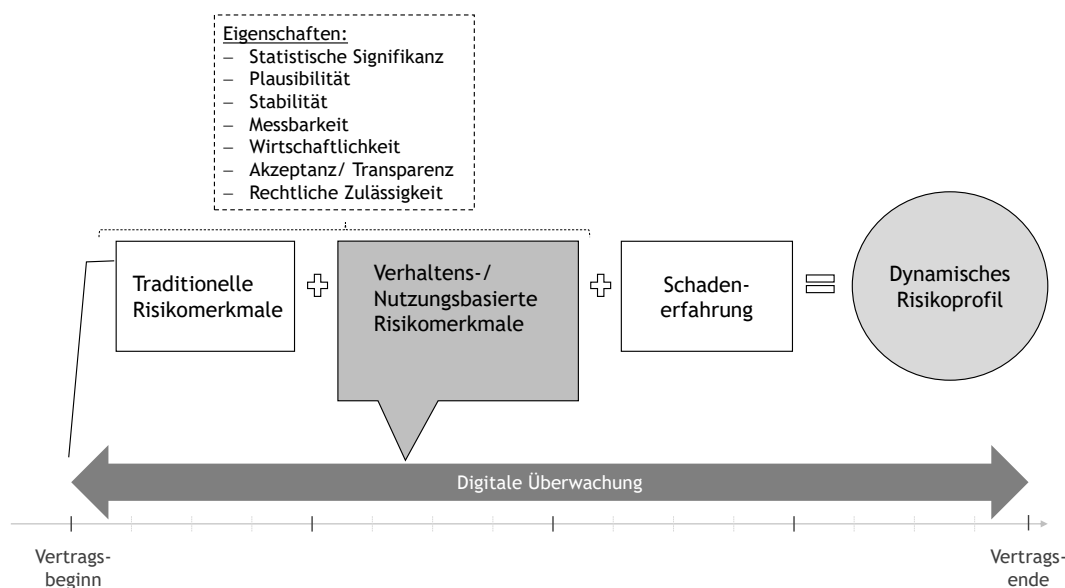 Eigenschaften:
– Statistische Signifikanz
– Plausibilität
– Stabilität
– Messbarkeit
– Wirtschaftlichkeit
– Akzeptanz/ Transparenz
– Rechtliche Zulässigkeit
Traditionelle
Risikomerkmale
Verhaltens-/
Nutzungsbasierte
Risikomerkmale
Schaden-
erfahrung
Dynamisches
Risikoprofil
Digitale Überwachung
Vertrags-
beginn
Vertrags-
ende